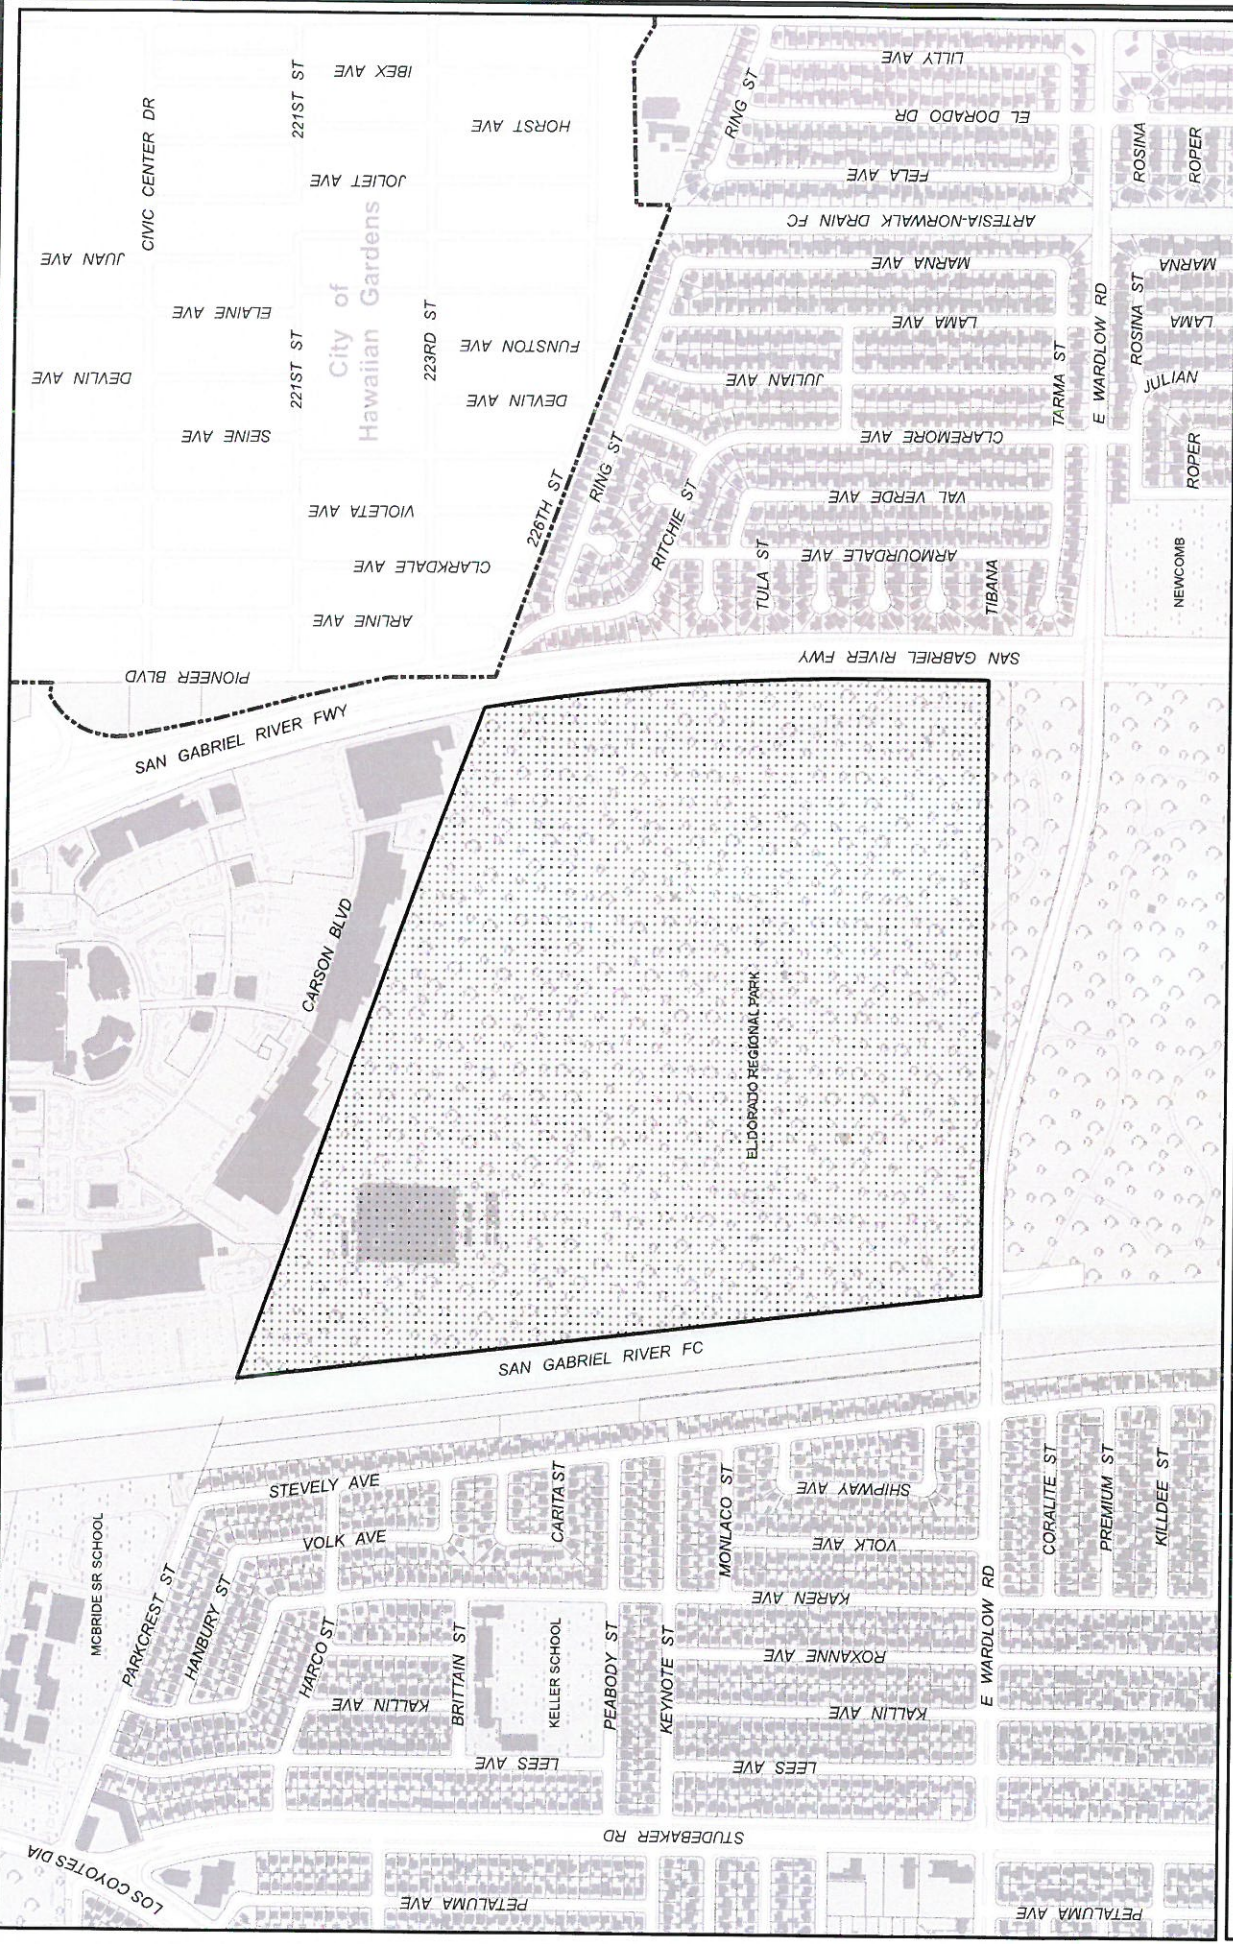 LILLY AVE
EL DORADO DR
RING ST
FELA AVE
ROSINA
ROPER
IBEX AVE
221ST ST
HORST AVE
CIVIC CENTER DR
JOLIET AVE
ARTESIA-NORWALK DRAIN FC
JUAN AVE
ELAINE AVE
City of
Hawaiian Gardens
MARNA AVE
MARNA
LAMA AVE
E WARDLOW RD
ROSINA ST
LAMA
DEVLIN AVE
221ST ST
223RD ST
FUNSTON AVE
DEVLIN AVE
JULIAN AVE
TARMA ST
JULIAN
SEINE AVE
CLAREMORE AVE
ROPER
RING ST
VIOLETA AVE
226TH ST
RITCHIE ST
VAL VERDE AVE
CLARKDALE AVE
ARMOURDALE AVE
TULA ST
TIBANA
NEWCOMB
ARLINE AVE
PIONEER BLVD
SAN GABRIEL RIVER FWY
SAN GABRIEL RIVER FWY
CARSON BLVD
ELDORADO REGIONAL PARK
SAN GABRIEL RIVER FC
STEVELY AVE
CARITA ST
MONLACO ST
SHIPWAY AVE
CORALITE ST
PREMIUM ST
KILLDEE ST
MCBRIDE SR SCHOOL
VOLK AVE
VOLK AVE
PARKCREST ST
HANBURY ST
HARCO ST
BRITTAIN ST
KELLER SCHOOL
PEABODY ST
KEYNOTE ST
KAREN AVE
ROXANNE AVE
E WARDLOW RD
KALLIN AVE
KALLIN AVE
LEES AVE
LEES AVE
STUDEBAKER RD
LOS COYOTES DIA
PETALUMA AVE
PETALUMA AVE